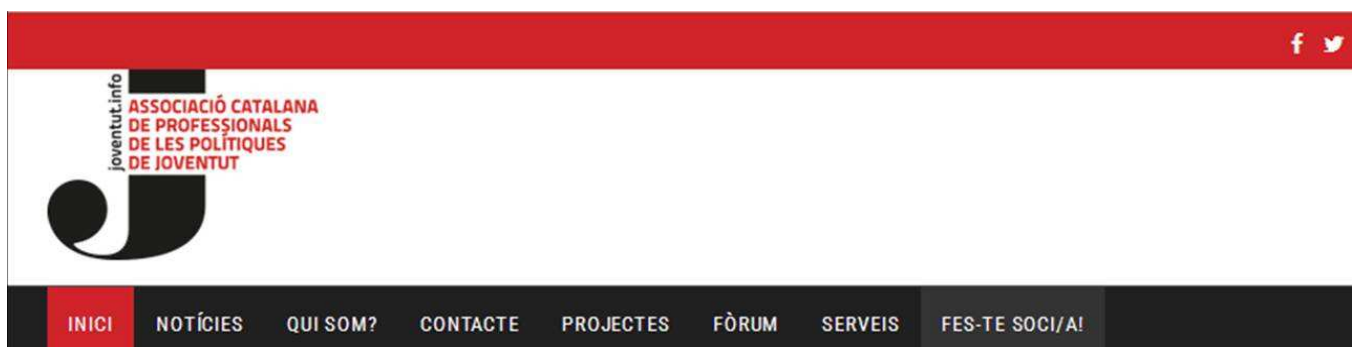 joventut.info
ASSOCIACIÓ CATALANA
DE PROFESSIONALS
DE LES POLÍTIQUES
DE JOVENTUT
INICI NOTÍCIES QUI SOM? CONTACTE PROJECTES FÒRUM SERVEIS FES-TE SOCI/A!